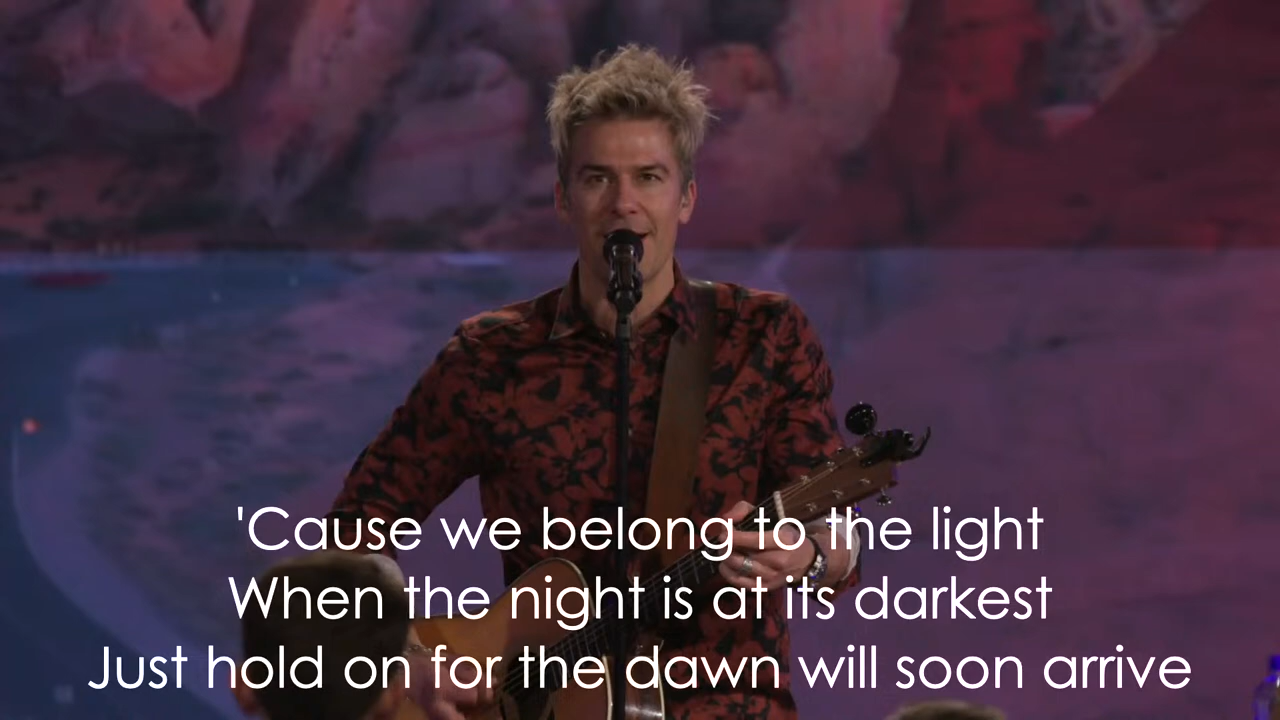 'Cause we belong to the light
When the night is at its darkest
Just hold on for the dawn will soon arrive